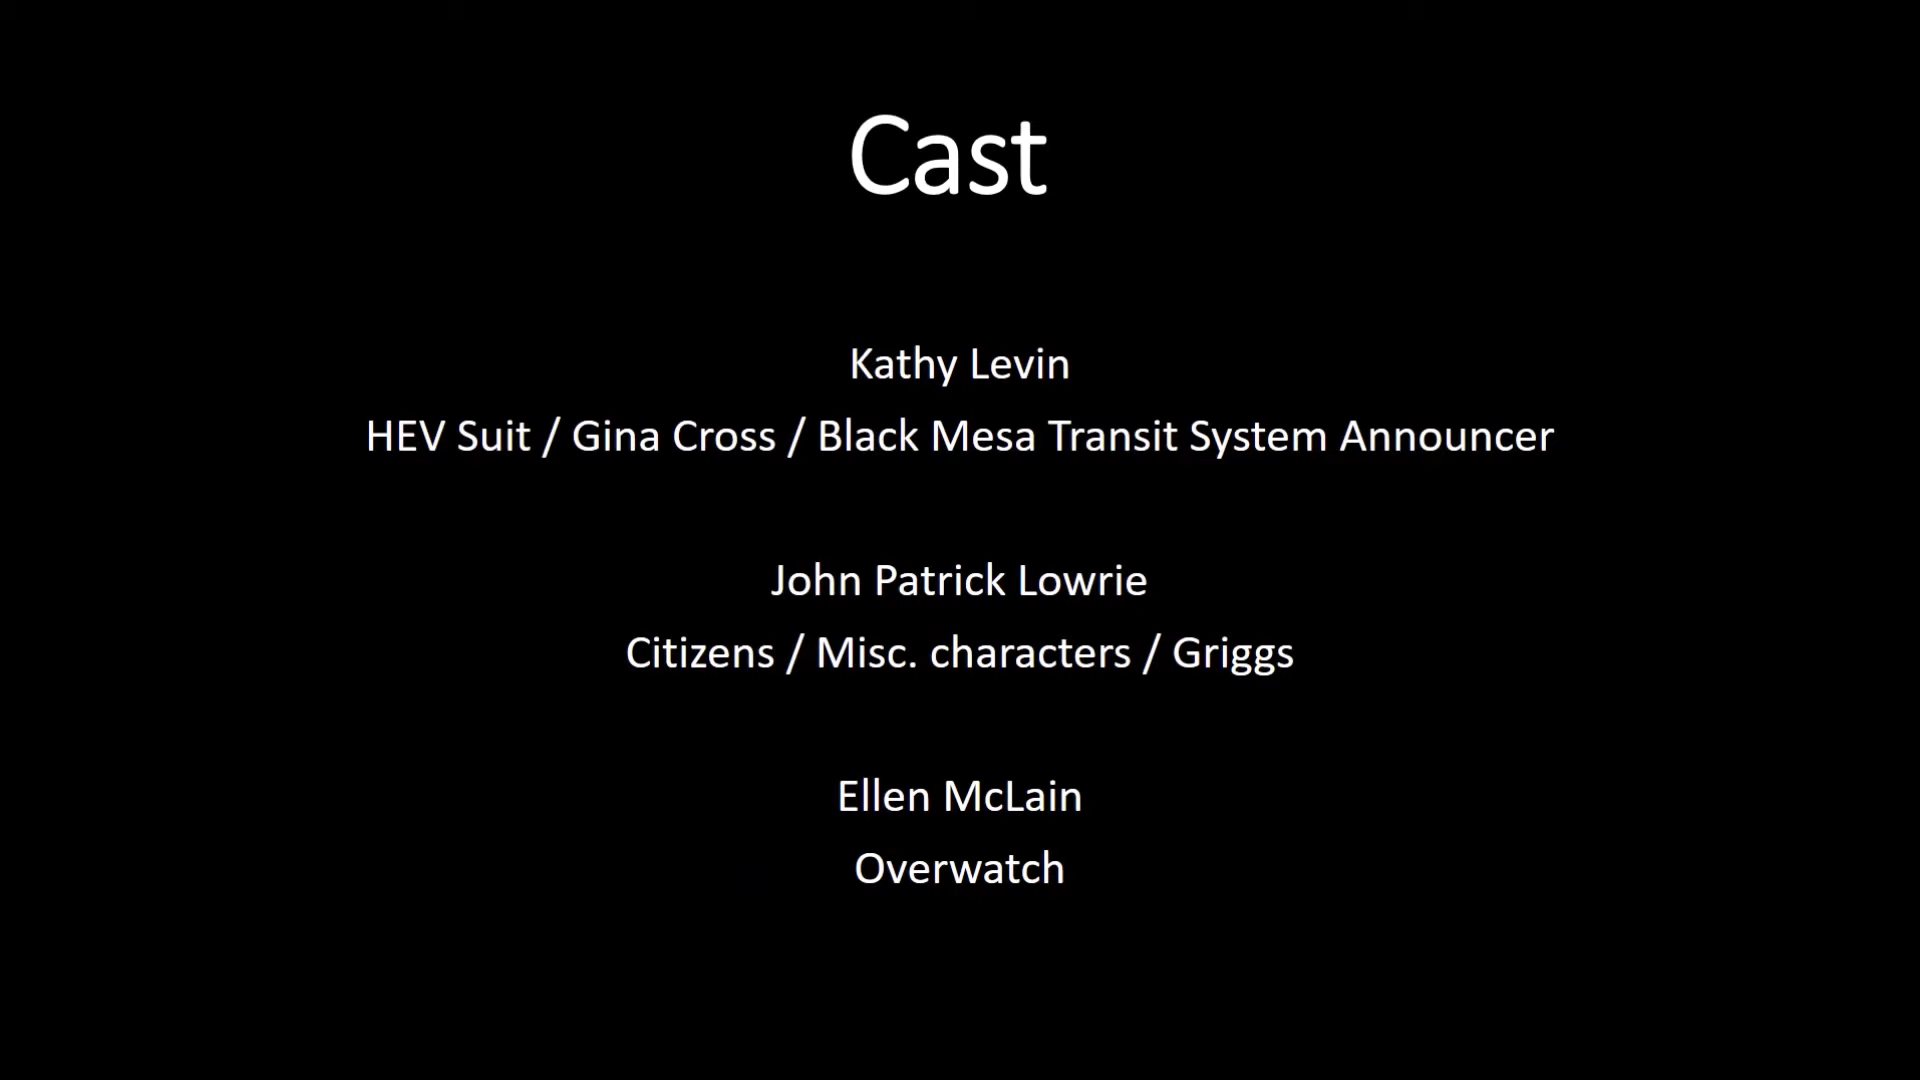 Cast
Kathy Levin
HEV Suit / Gina Cross / Black Mesa Transit System Announcer
John Patrick Lowrie
Citizens / Misc. characters / Griggs
Ellen McLain
Overwatch